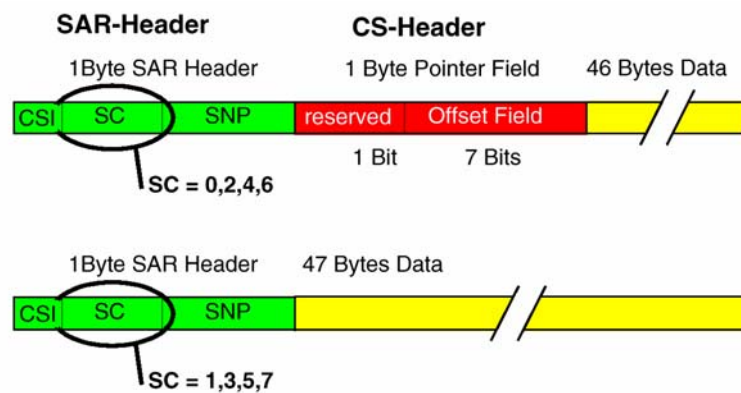 SAR-Header CS-Header
1Byte SAR Header 1 Byte Pointer Field 46 Bytes Data
CSI SC SNP reserved Offset Field
1 Bit 7 Bits
SC = 0,2,4,6
1Byte SAR Header 47 Bytes Data
CSI SC SNP
SC = 1,3,5,7